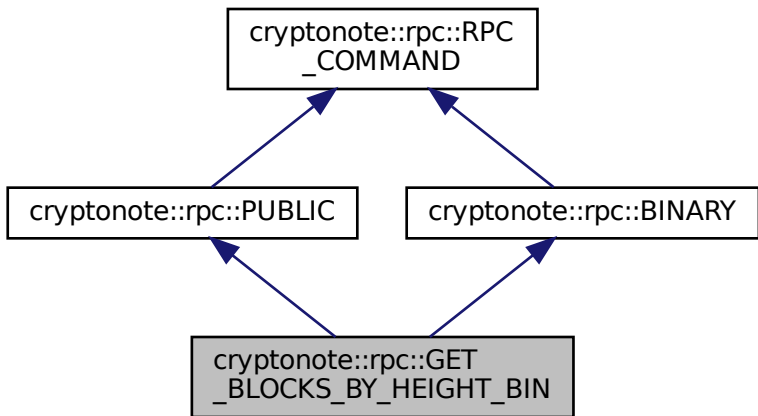 cryptonote::rpc::RPC
_COMMAND
cryptonote::rpc::PUBLIC
cryptonote::rpc::BINARY
cryptonote::rpc::GET
_BLOCKS_BY_HEIGHT_BIN